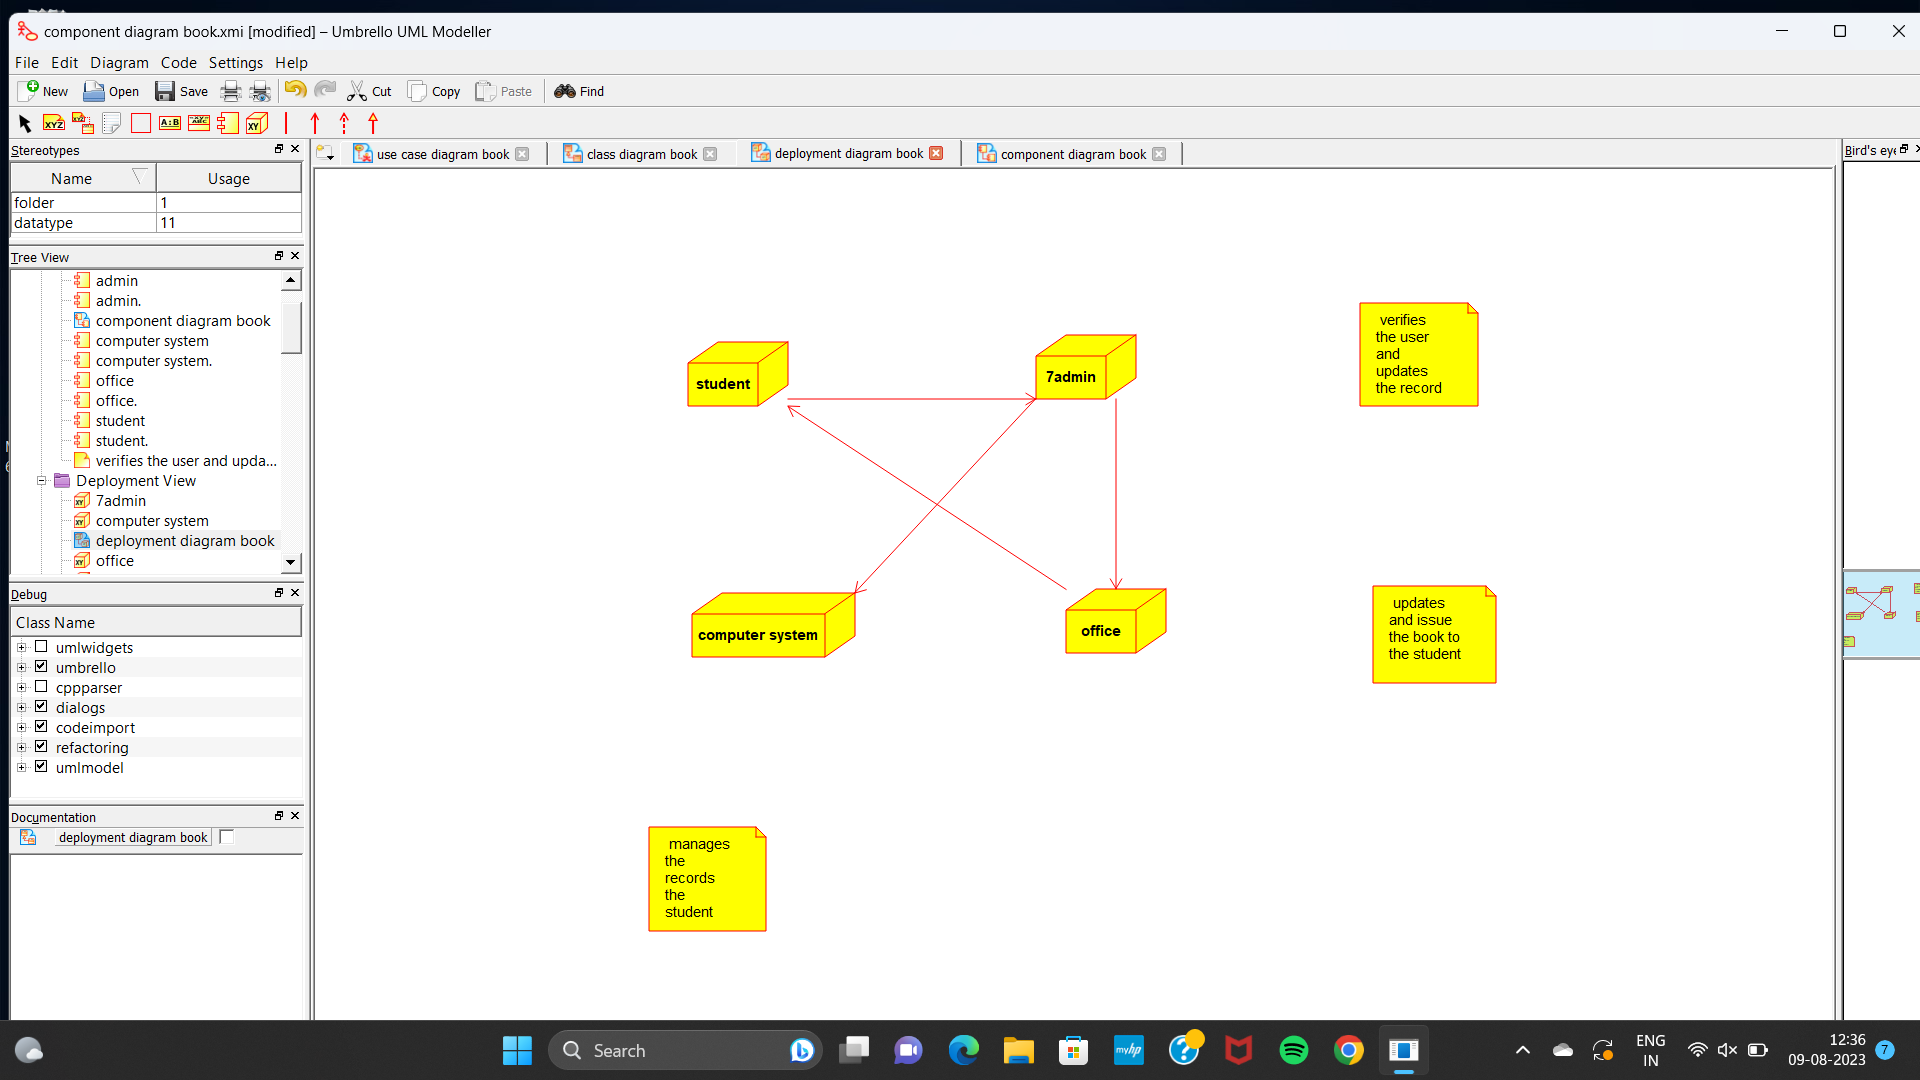 component diagram book.xmi [modified] – Umbrello UML Modeller
File Edit Diagram Code Settings Help
New Open Save Cut Copy Paste Find
XYZ XYZ A:B ABC XY
Stereotypes
Name Usage
folder 1
datatype 11
Tree View
admin
admin.
component diagram book
computer system
computer system.
office
office.
student
student.
verifies the user and upda...
Deployment View
7admin
computer system
deployment diagram book
office
Debug
Class Name
umlwidgets
umbrello
cppparser
dialogs
codeimport
refactoring
umlmodel
Documentation
deployment diagram book
use case diagram book class diagram book deployment diagram book component diagram book
Bird's eye
student
7admin
computer system
office
verifies
the user
and
updates
the record
updates
and issue
the book to
the student
manages
the
records
the
student
Search
myhp
ENG
IN
12:36
09-08-2023
7